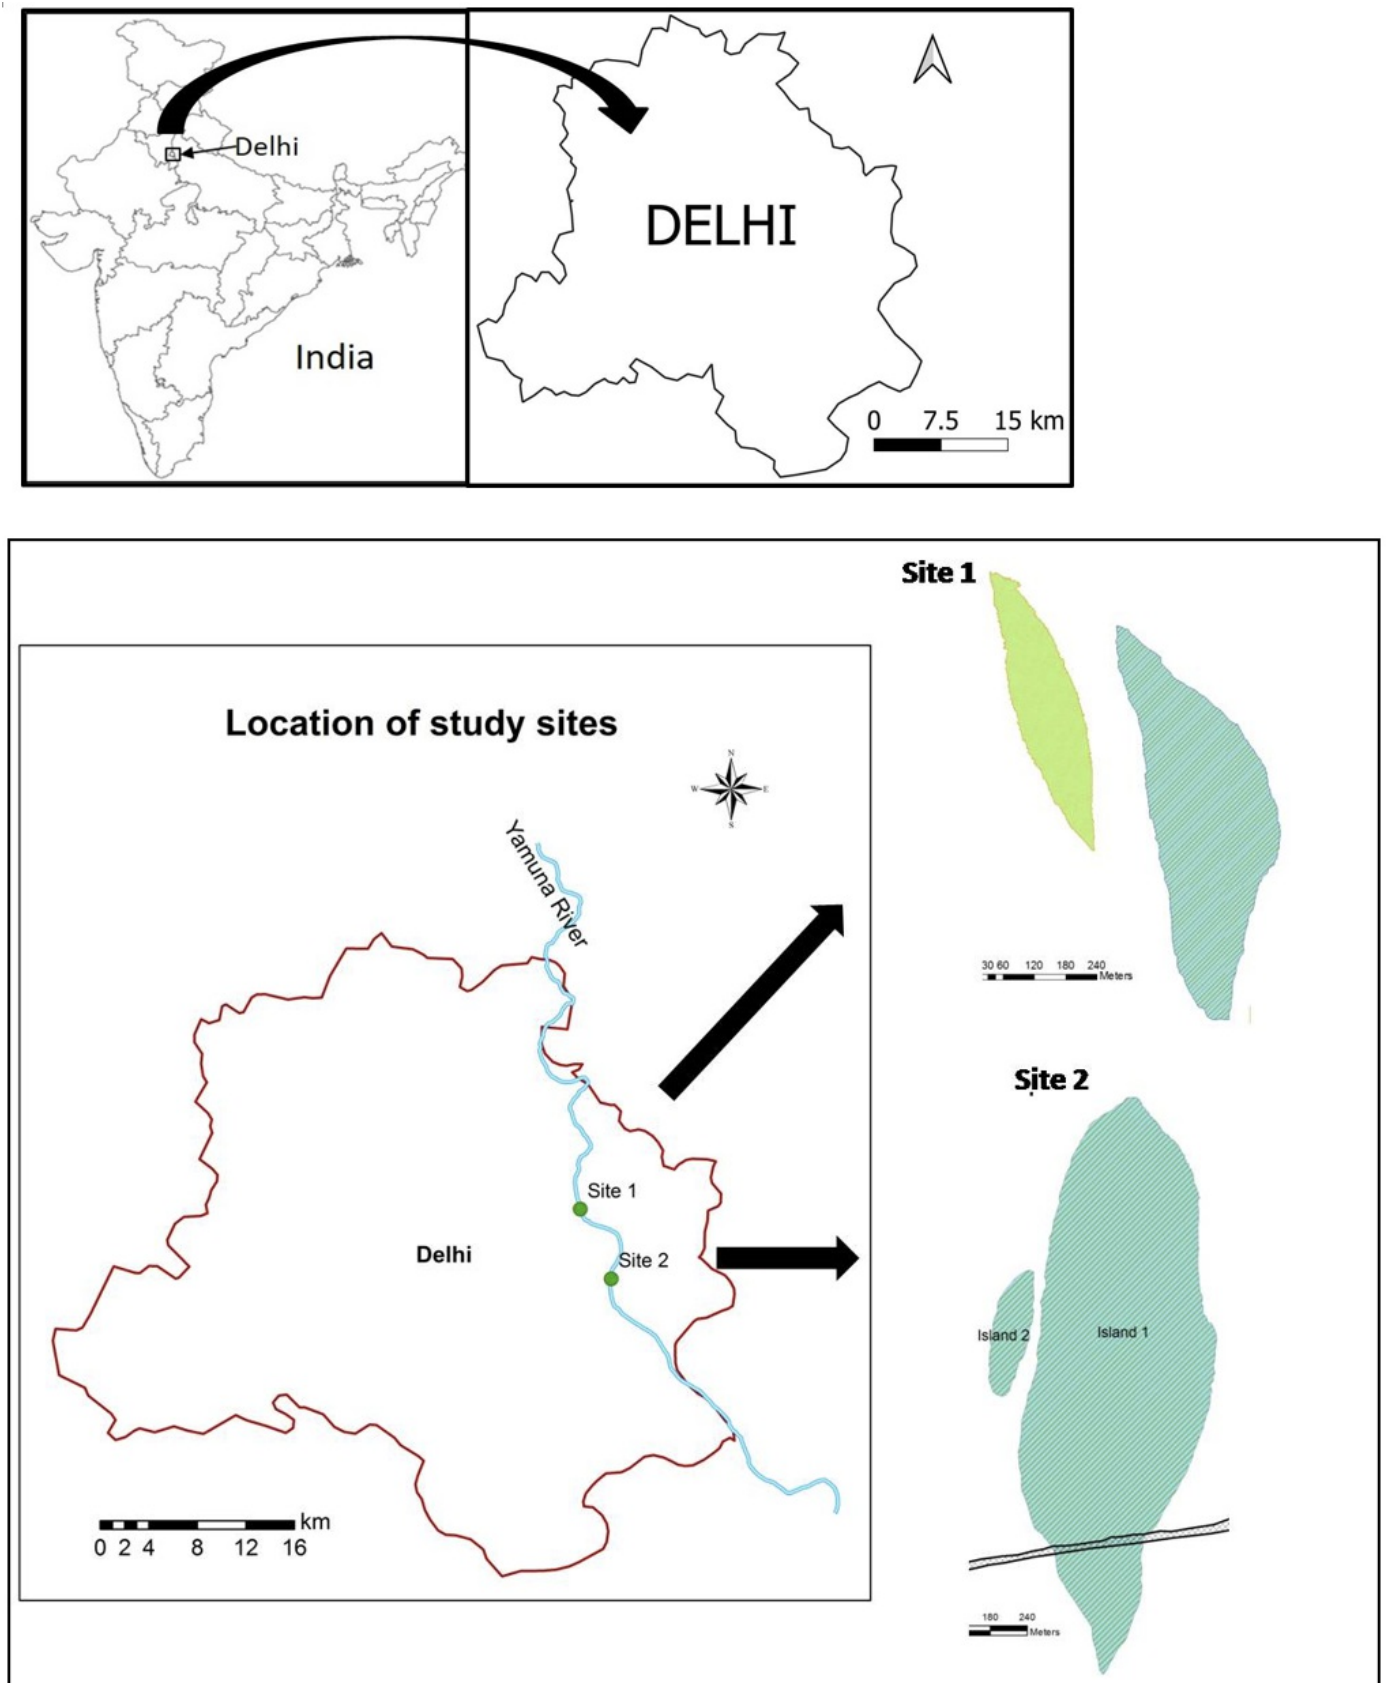 Delhi
India
DELHI
0 7.5 15 km
Site 1
Location of study sites
N
W E
S
Yamuna River
30 60 120 180 240
Meters
Site 2
Site 1
Site 2
Delhi
Island 2
Island 1
km
0 2 4 8 12 16
180 240
Meters